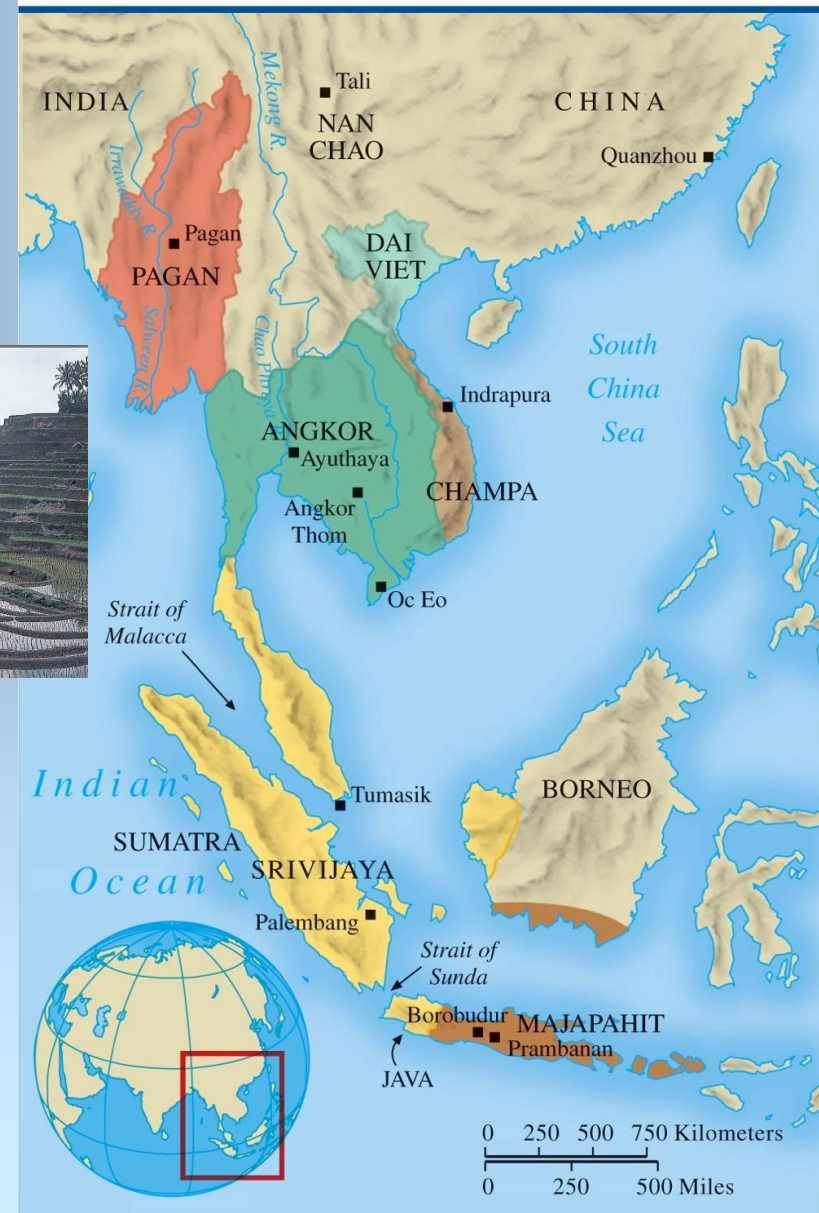 INDIA
Mekong R.
Tali
NAN
CHAO
CHINA
Quanzhou
Irrawaddy R.
Pagan
PAGAN
DAI
VIET
Salween R.
Chao Phraya
South
China
Sea
Indrapura
ANGKOR
Ayuthaya
CHAMPA
Angkor
Thom
Oc Eo
Strait of
Malacca
Indian
Ocean
Tumasik
BORNEO
SUMATRA
SRIVIJAYA
Palembang
Strait of
Sunda
Borobudur
MAJAPAHIT
Prambanan
JAVA
0 250 500 750 Kilometers
0 250 500 Miles